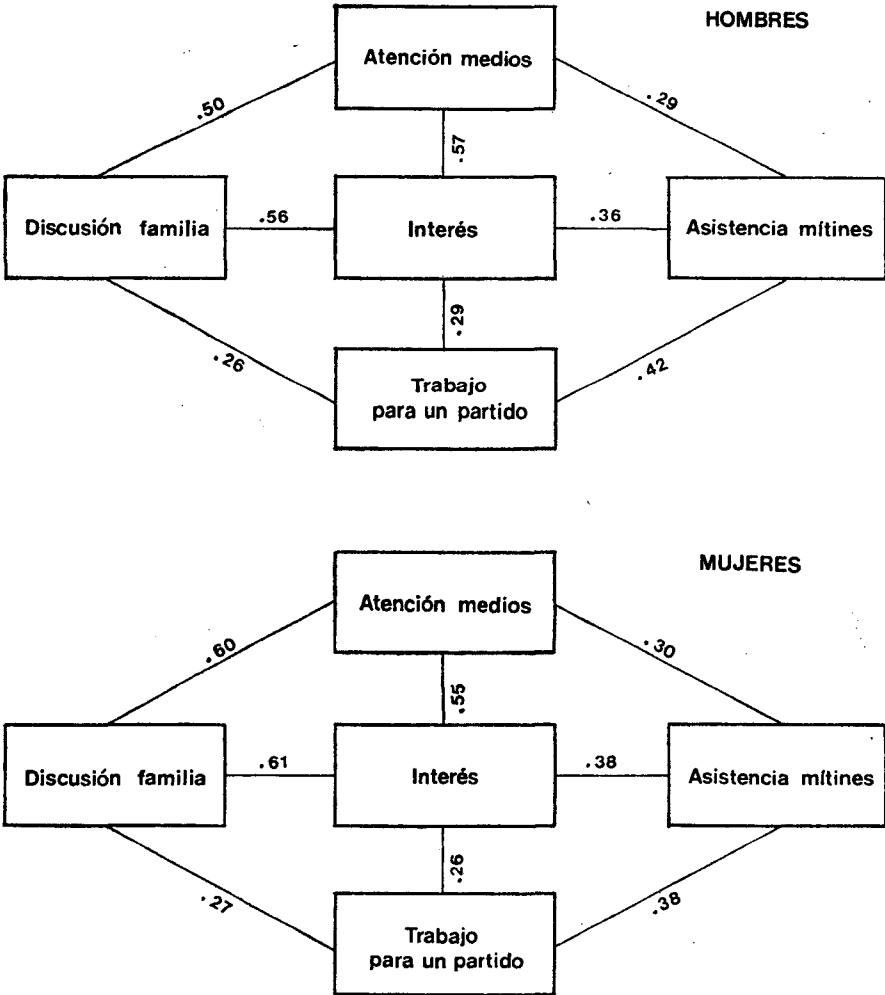 HOMBRES
Atención medios
.50
.29
.57
Discusión familia
.56
Interés
.36
Asistencia mítines
.29
.26
.42
Trabajo
para un partido
MUJERES
Atención medios
.60
.30
.55
Discusión familia
.61
Interés
.38
Asistencia mítines
.26
.27
.38
Trabajo
para un partido